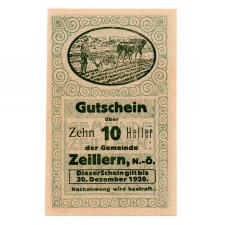 Gutschein
über
Zehn 10 Heller
der Gemeinde
Zeillern, N.-Ö.
Dieser Schein gilt bis
30. Dezember 1920.
Nachahmung wird bestraft.